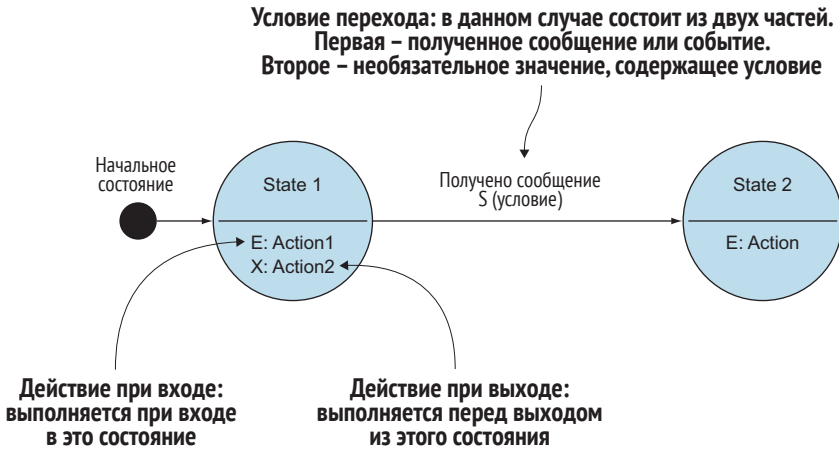 Условие перехода: в данном случае состоит из двух частей.
Первая – полученное сообщение или событие.
Второе – необязательное значение, содержащее условие
Начальное
состояние
State 1
E: Action1
X: Action2
Получено сообщение
S (условие)
State 2
E: Action
Действие при входе:
выполняется при входе
в это состояние
Действие при выходе:
выполняется перед выходом
из этого состояния